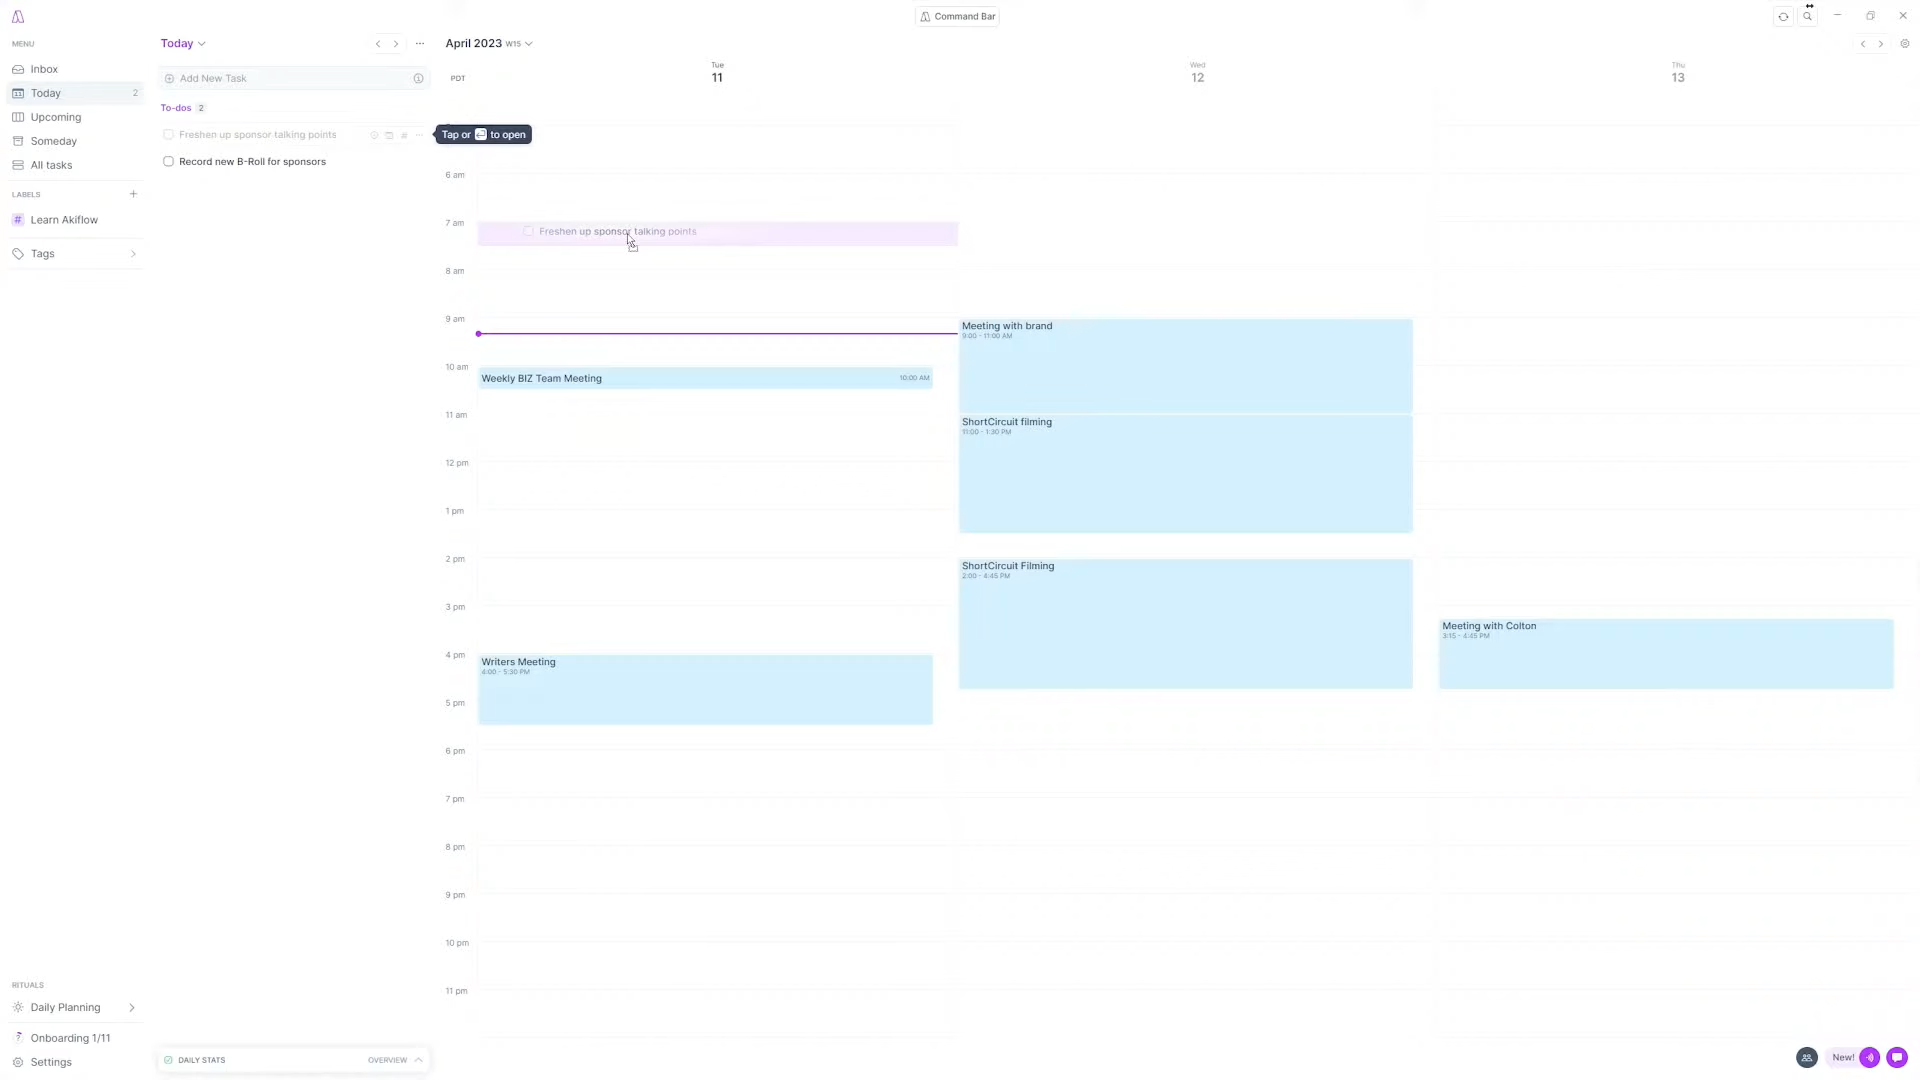 Command Bar
MENU
Inbox
Today 2
Upcoming
Someday
All tasks
LABELS
Learn Akiflow
Tags
RITUALS
Daily Planning
Onboarding 1/11
Settings
Today
Add New Task
To-dos 2
Freshen up sponsor talking points
Tap or to open
Record new B-Roll for sponsors
DAILY STATS OVERVIEW
April 2023 W15
PDT
Tue
11
Wed
12
Thu
13
6 am
7 am
Freshen up sponsor talking points
8 am
9 am
Meeting with brand
9:00 - 11:00 AM
10 am
Weekly BIZ Team Meeting 10:00 AM
11 am
ShortCircuit filming
11:00 - 1:30 PM
12 pm
1 pm
2 pm
ShortCircuit Filming
2:00 - 4:45 PM
3 pm
Meeting with Colton
3:15 - 4:45 PM
4 pm
Writers Meeting
4:00 - 5:30 PM
5 pm
6 pm
7 pm
8 pm
9 pm
10 pm
11 pm
New!